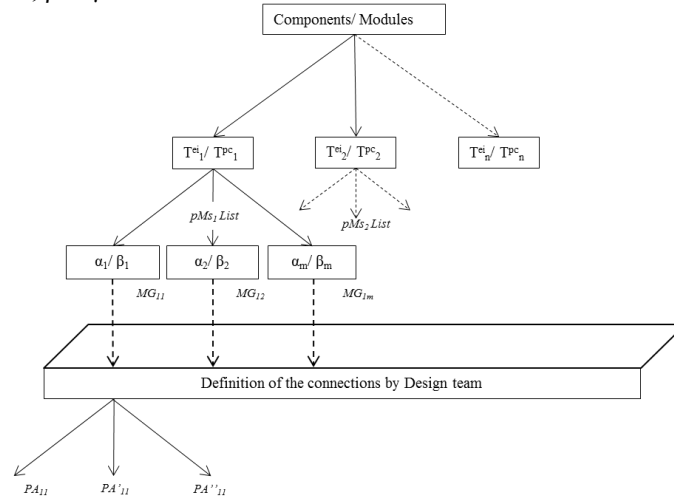 Components/ Modules
Tᵉⁱ₁/ Tᵖᶜ₁
Tᵉⁱ₂/ Tᵖᶜ₂
Tᵉⁱₙ/ Tᵖᶜₙ
pMs₁ List
pMs₂ List
α₁/ β₁
α₂/ β₂
αₘ/ βₘ
MG₁₁
MG₁₂
MG₁ₘ
Definition of the connections by Design team
PA₁₁
PA’₁₁
PA’’₁₁